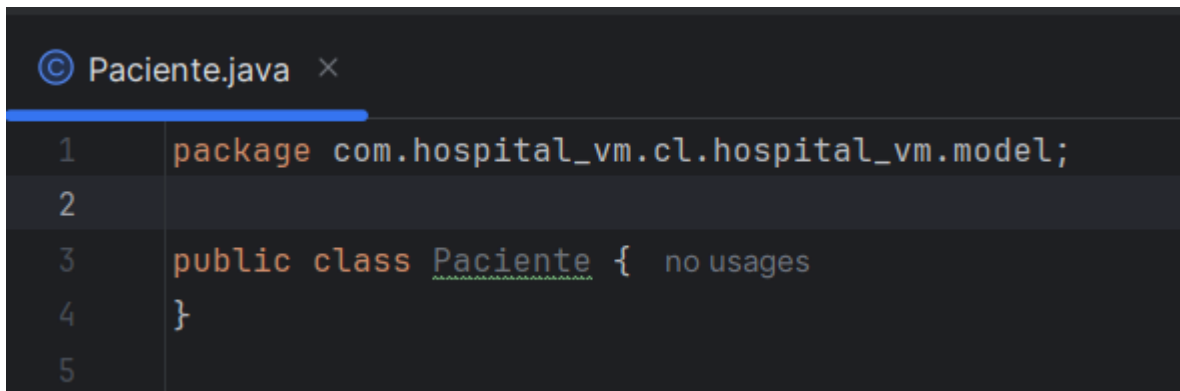 Paciente.java
1 package com.hospital_vm.cl.hospital_vm.model;
2
3 public class Paciente { no usages
4 }
5